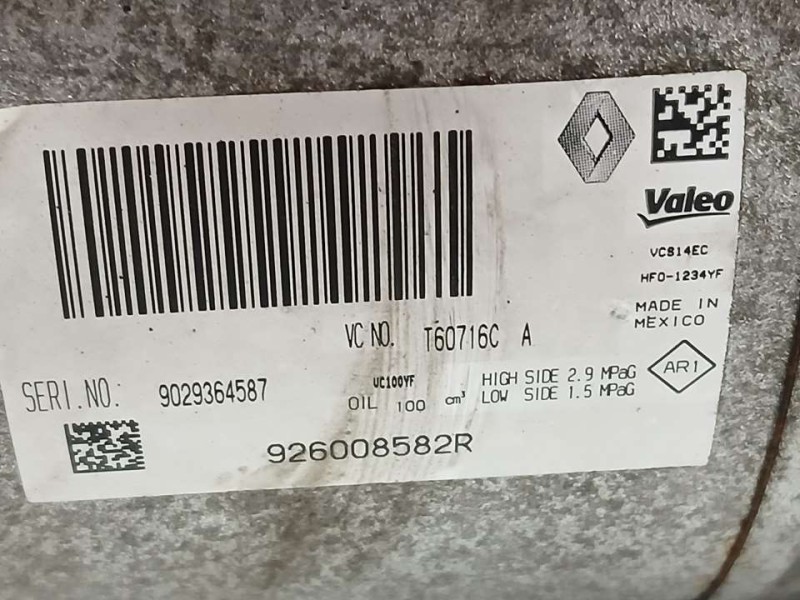 Valeo
VCS14EC
HFO-1234YF
MADE IN
MEXICO
VC NO. T60716C A
SERI.NO: 9029364587
VC100YF
OIL 100 cm³
HIGH SIDE 2.9 MPaG
LOW SIDE 1.5 MPaG
AR1
926008582R